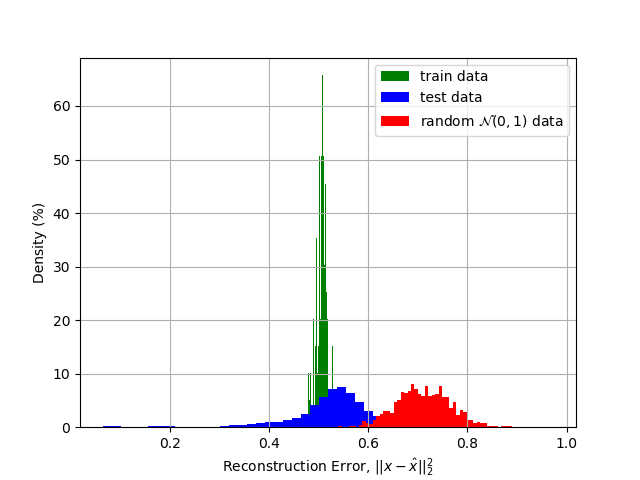 train data
test data
random 𝒩(0, 1) data
60
50
40
30
20
10
0
Density (%)
0.2 0.4 0.6 0.8 1.0
Reconstruction Error, ||x − x̂||₂²